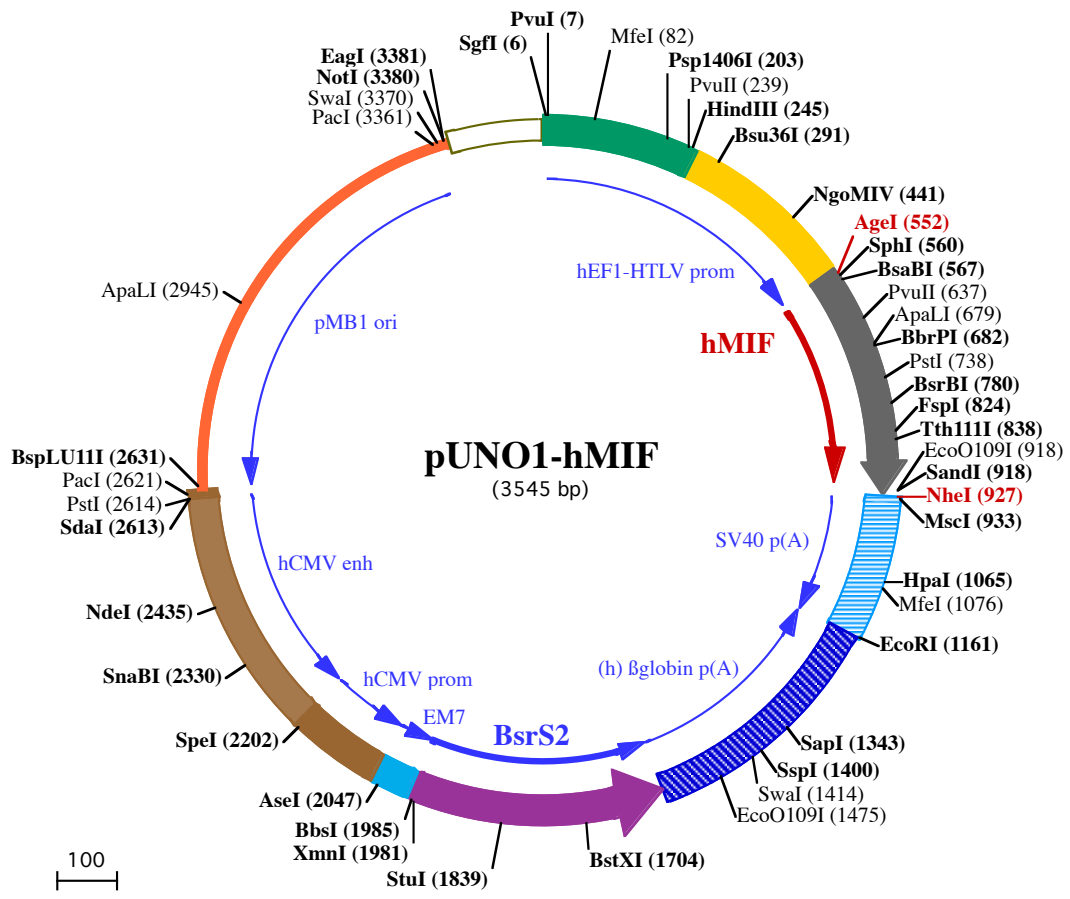 PvuI (7)
SgfI (6)
MfeI (82)
Psp1406I (203)
PvuII (239)
HindIII (245)
Bsu36I (291)
NgoMIV (441)
AgeI (552)
SphI (560)
BsaBI (567)
PvuII (637)
ApaLI (679)
BbrPI (682)
PstI (738)
BsrBI (780)
FspI (824)
Tth111I (838)
EcoO109I (918)
SandI (918)
NheI (927)
MscI (933)
HpaI (1065)
MfeI (1076)
EcoRI (1161)
SapI (1343)
SspI (1400)
SwaI (1414)
EcoO109I (1475)
BstXI (1704)
StuI (1839)
XmnI (1981)
BbsI (1985)
AseI (2047)
SpeI (2202)
SnaBI (2330)
NdeI (2435)
SdaI (2613)
PstI (2614)
PacI (2621)
BspLU11I (2631)
ApaLI (2945)
PacI (3361)
SwaI (3370)
NotI (3380)
EagI (3381)
hEF1-HTLV prom
hMIF
SV40 p(A)
(h) ßglobin p(A)
BsrS2
EM7
hCMV prom
hCMV enh
pMB1 ori
pUNO1-hMIF
(3545 bp)
100